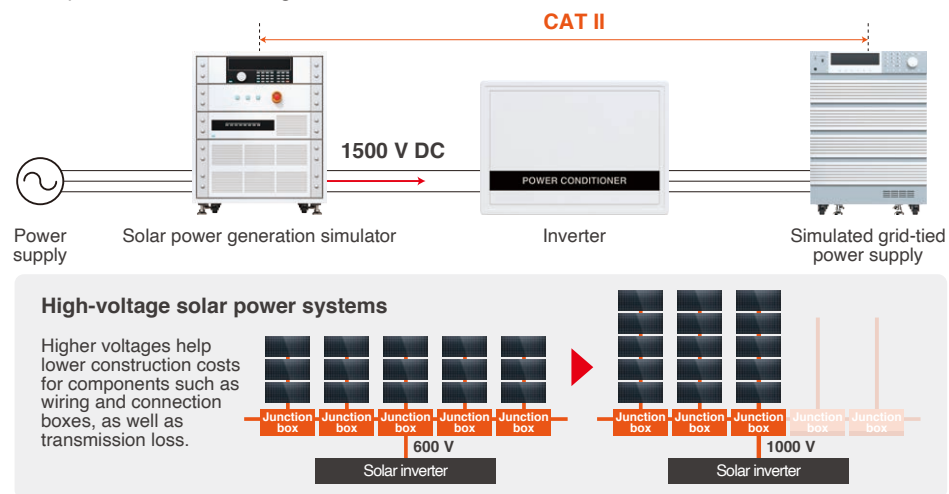 CAT II
1500 V DC
POWER CONDITIONER
Power
supply
Solar power generation simulator
Inverter
Simulated grid-tied
power supply
High-voltage solar power systems
Higher voltages help
lower construction costs
for components such as
wiring and connection
boxes, as well as
transmission loss.
Junction
box
Junction
box
Junction
box
Junction
box
Junction
box
600 V
Solar inverter
Junction
box
Junction
box
Junction
box
Junction
box
Junction
box
1000 V
Solar inverter